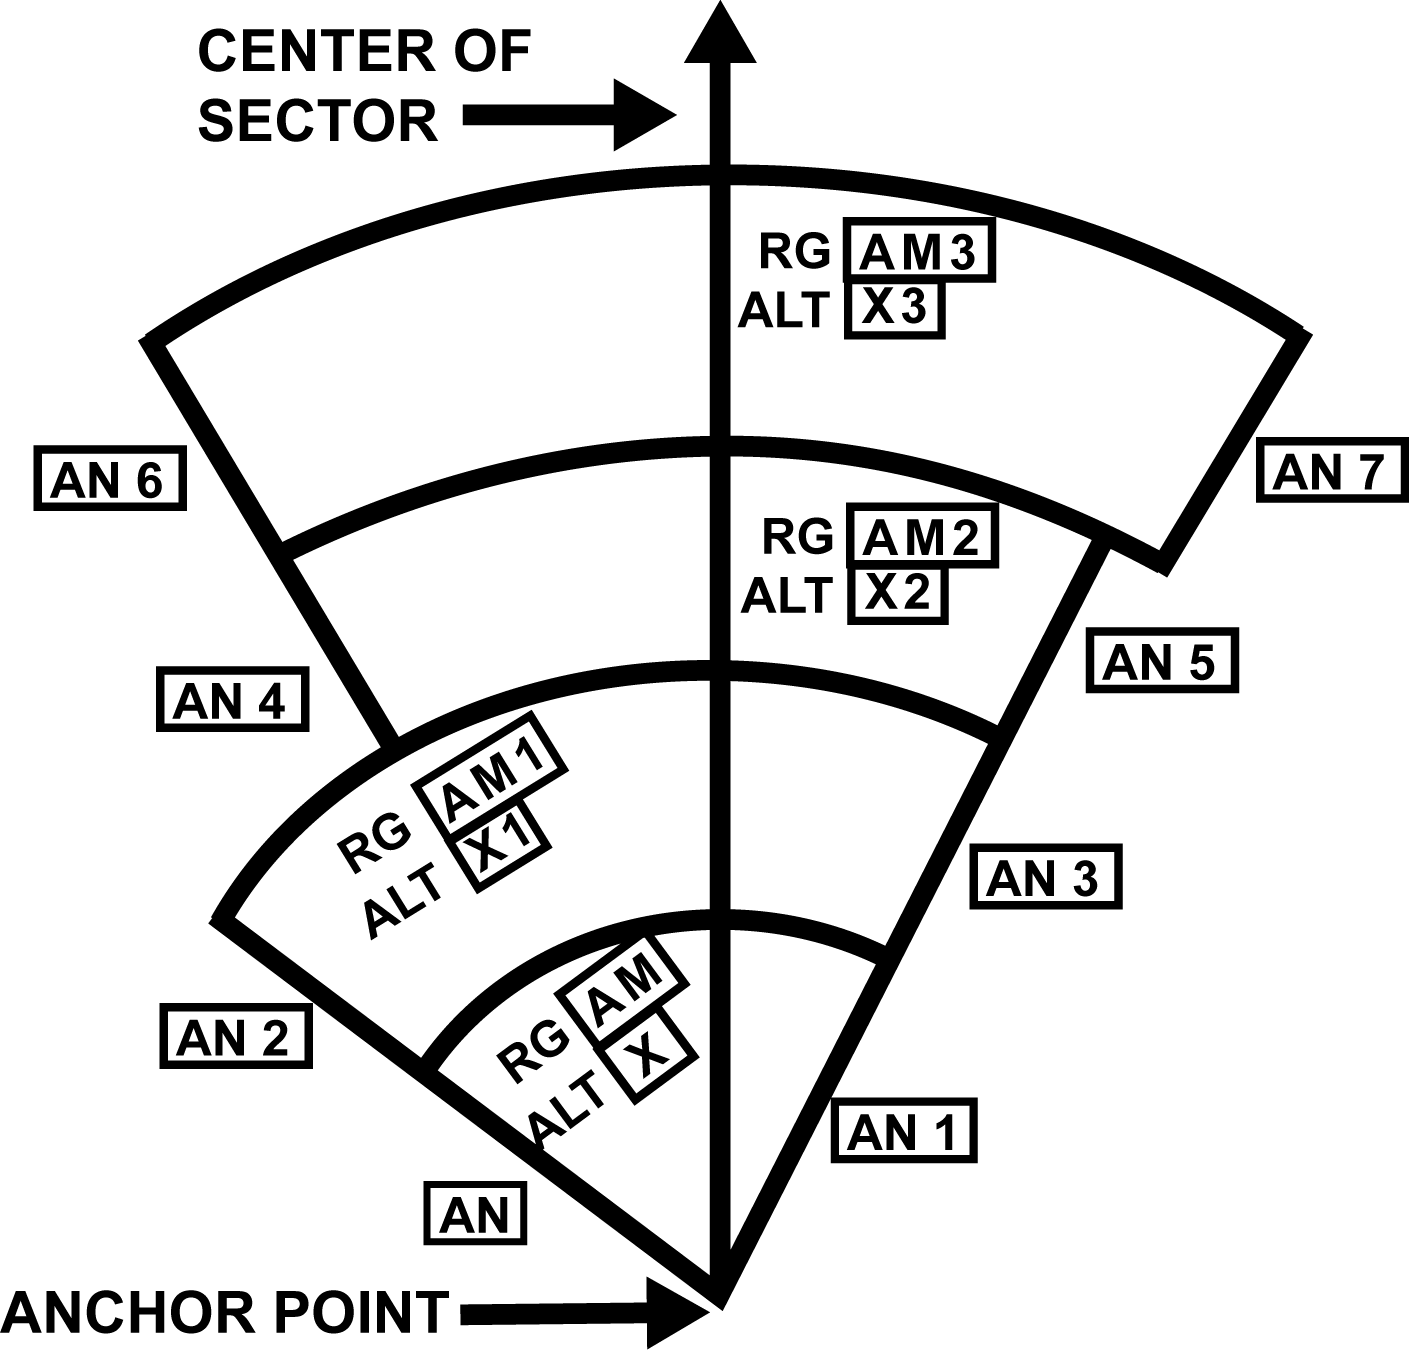 CENTER OF
SECTOR
RG AM3
ALT X3
AN 6
AN 7
RG AM2
ALT X2
AN 5
AN 4
RG AM1
ALT X1
AN 3
RG AM
ALT X
AN 2
AN 1
AN
ANCHOR POINT